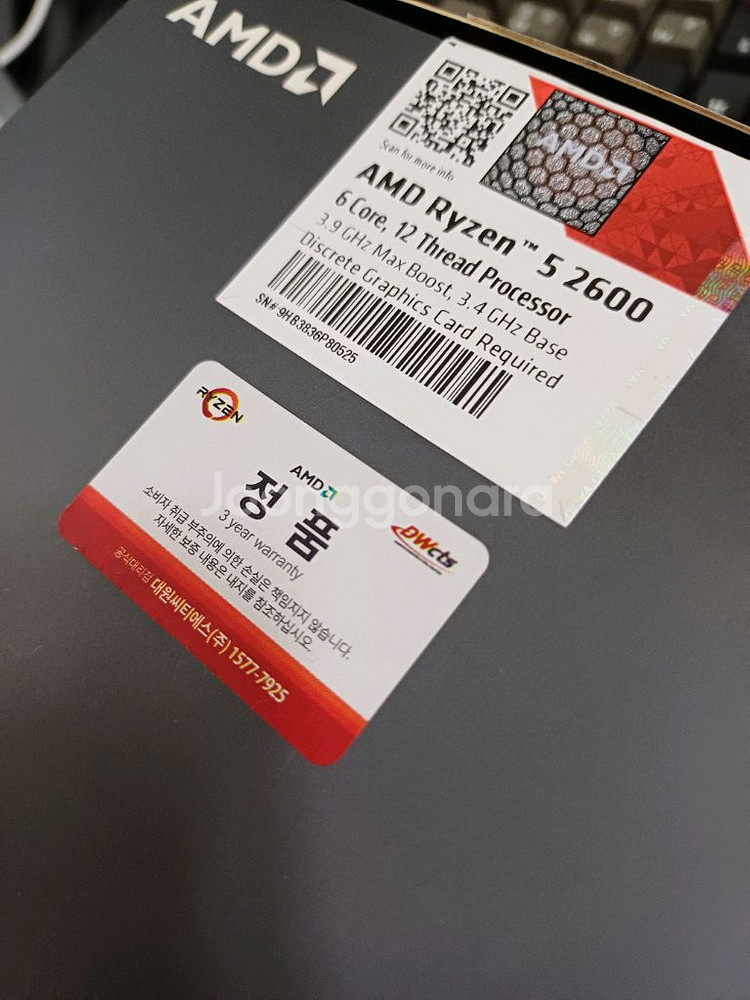 AMD
Scan for more info
AMD
AMD Ryzen™ 5 2600
6 Core, 12 Thread Processor
3.9 GHz Max Boost, 3.4 GHz Base
Discrete Graphics Card Required
SN# 9HB3836P80525
RYZEN
AMD
정품
3 year warranty
DWcts
소비자 취급 부주의에 의한 손실은 책임지지 않습니다.
자세한 보증 내용은 내지를 참조하십시오.
공식대리점 대원씨티에스(주) 1577-7925
Joonggonara